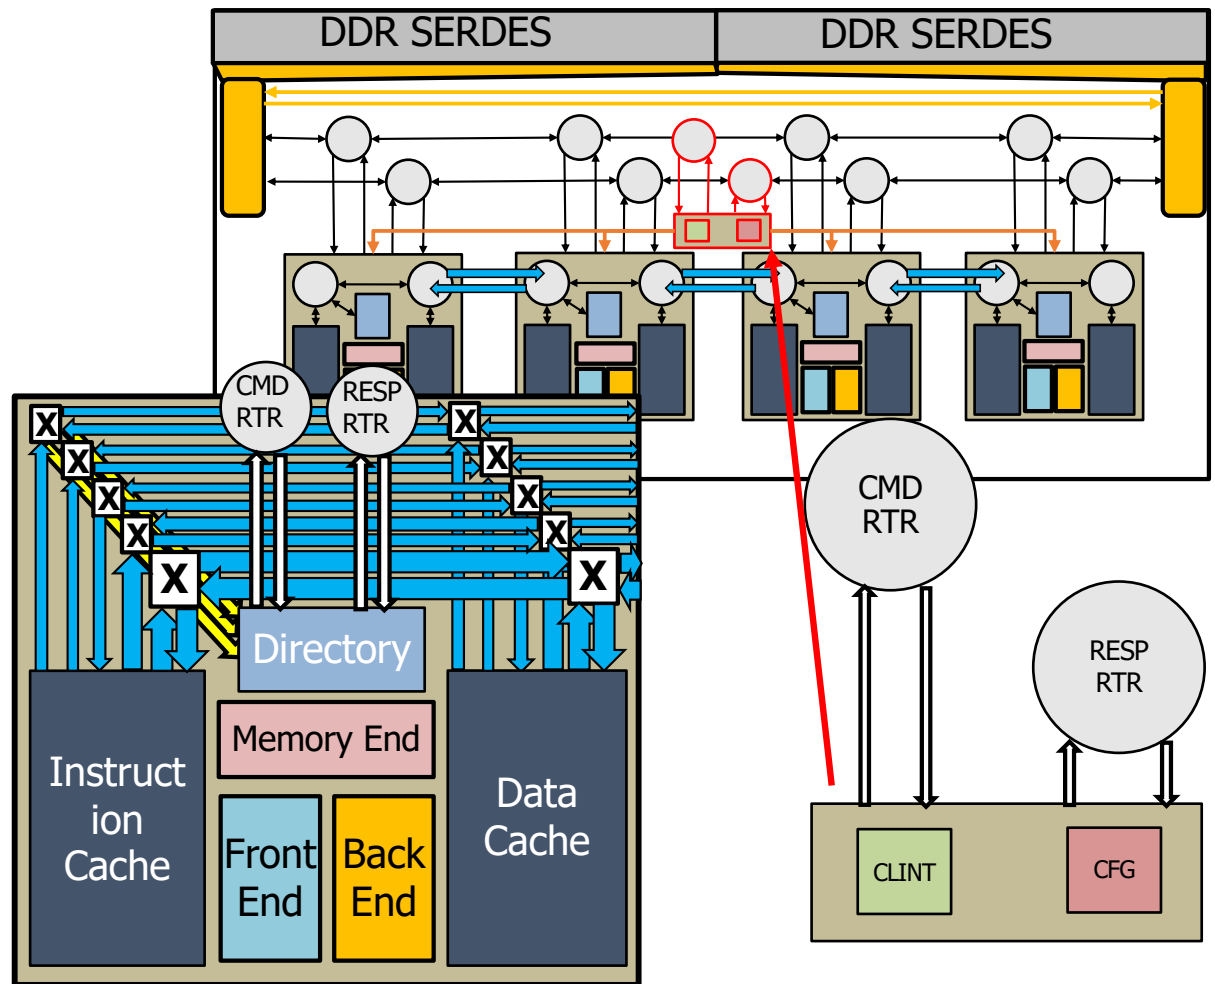 DDR SERDES
DDR SERDES
CMD
RTR
RESP
RTR
X
X
X
X
X
X
X
X
X
X
CMD
RTR
RESP
RTR
Directory
Memory End
Instruct
ion
Cache
Data
Cache
Front
End
Back
End
CLINT
CFG